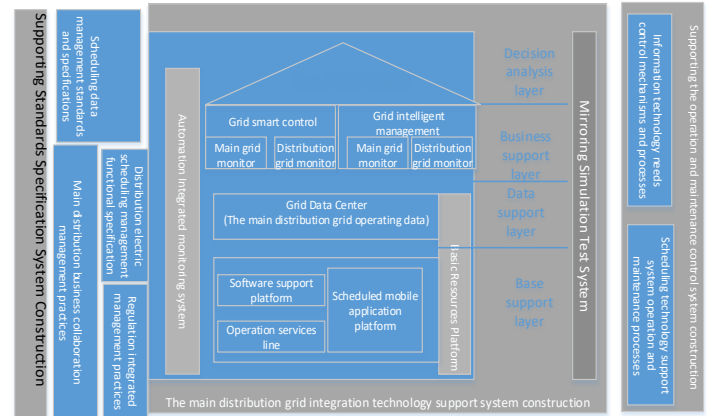 Supporting Standards Specification System Construction
Scheduling data
management standards
and specifications
Main distribution business collaboration
management practices
Distribution electric
scheduling management
functional specification
Regulation integrated
management practices
Automation Integrated monitoring system
Grid smart control
Main grid
monitor
Distribution
grid monitor
Grid intelligent
management
Main grid
monitor
Distribution
grid monitor
Grid Data Center
(The main distribution grid operating data)
Software support
platform
Operation services
line
Scheduled mobile
application
platform
Basic Resources Platform
Decision
analysis
layer
Business
support
layer
Data
support
layer
Base
support
layer
Mirroring Simulation Test System
The main distribution grid integration technology support system construction
Information technology needs
control mechanisms and processes
Scheduling technology support
system operation and
maintenance processes
Supporting the operation and maintenance control system construction